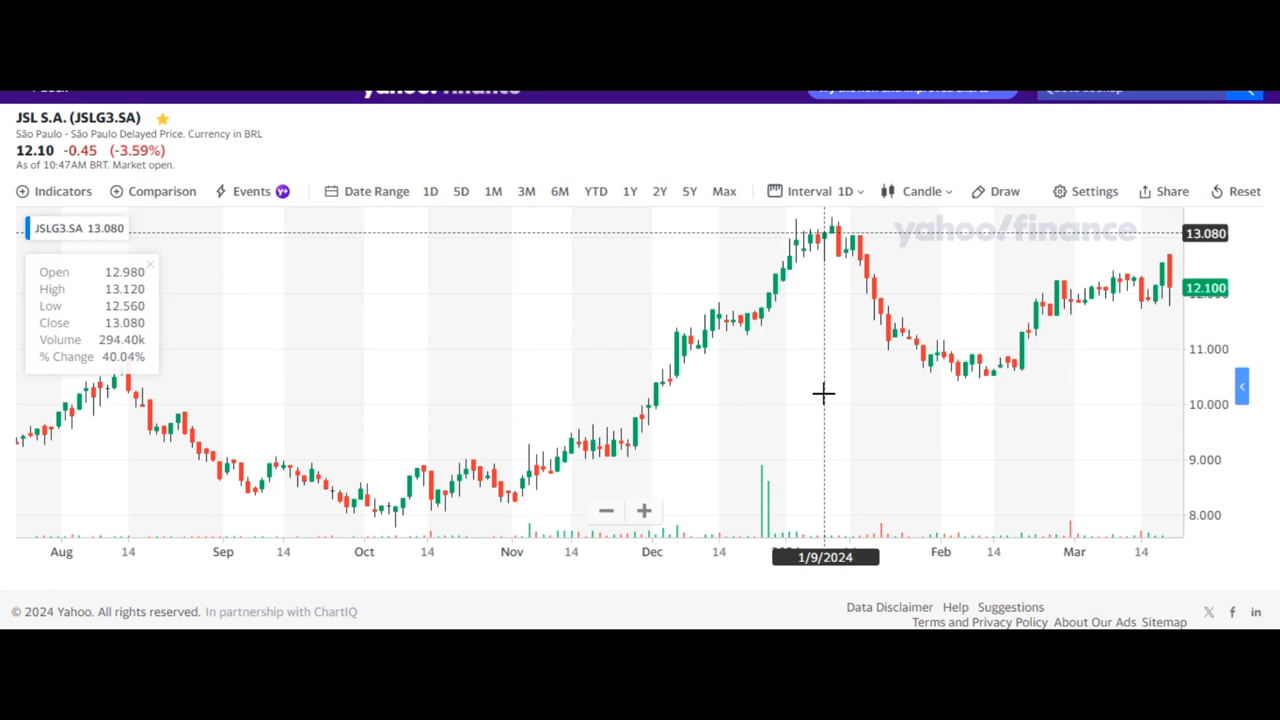 yahoo! finance
JSL S.A. (JSLG3.SA)
São Paulo - São Paulo Delayed Price. Currency in BRL
12.10 -0.45 (-3.59%)
As of 10:47AM BRT. Market open.
Indicators Comparison Events y+ Date Range 1D 5D 1M 3M 6M YTD 1Y 2Y 5Y Max Interval 1D Candle Draw Settings Share Reset
JSLG3.SA 13.080
yahoo!finance
13.080
Open 12.980
High 13.120
Low 12.560
Close 13.080
Volume 294.40k
% Change 40.04%
12.100
11.000
10.000
9.000
8.000
Aug 14 Sep 14 Oct 14 Nov 14 Dec 14 Feb 14 Mar 14
1/9/2024
© 2024 Yahoo. All rights reserved. In partnership with ChartIQ
Data Disclaimer Help Suggestions
Terms and Privacy Policy About Our Ads Sitemap